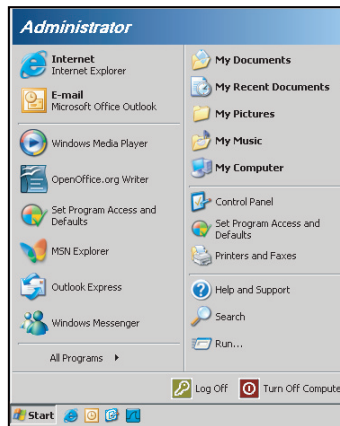 Administrator
Internet
Internet Explorer
E-mail
Microsoft Office Outlook
Windows Media Player
OpenOffice.org Writer
Set Program Access and
Defaults
MSN Explorer
Outlook Express
Windows Messenger
All Programs
My Documents
My Recent Documents
My Pictures
My Music
My Computer
Control Panel
Set Program Access and
Defaults
Printers and Faxes
Help and Support
Search
Run...
Log Off
Turn Off Compute
Start